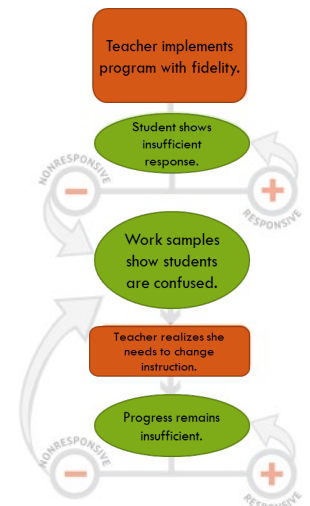 Teacher implements
program with fidelity.
Student shows
insufficient
response.
NONRESPONSIVE
RESPONSIVE
Work samples
show students
are confused.
Teacher realizes she
needs to change
instruction.
Progress remains
insufficient.
NONRESPONSIVE
RESPONSIVE